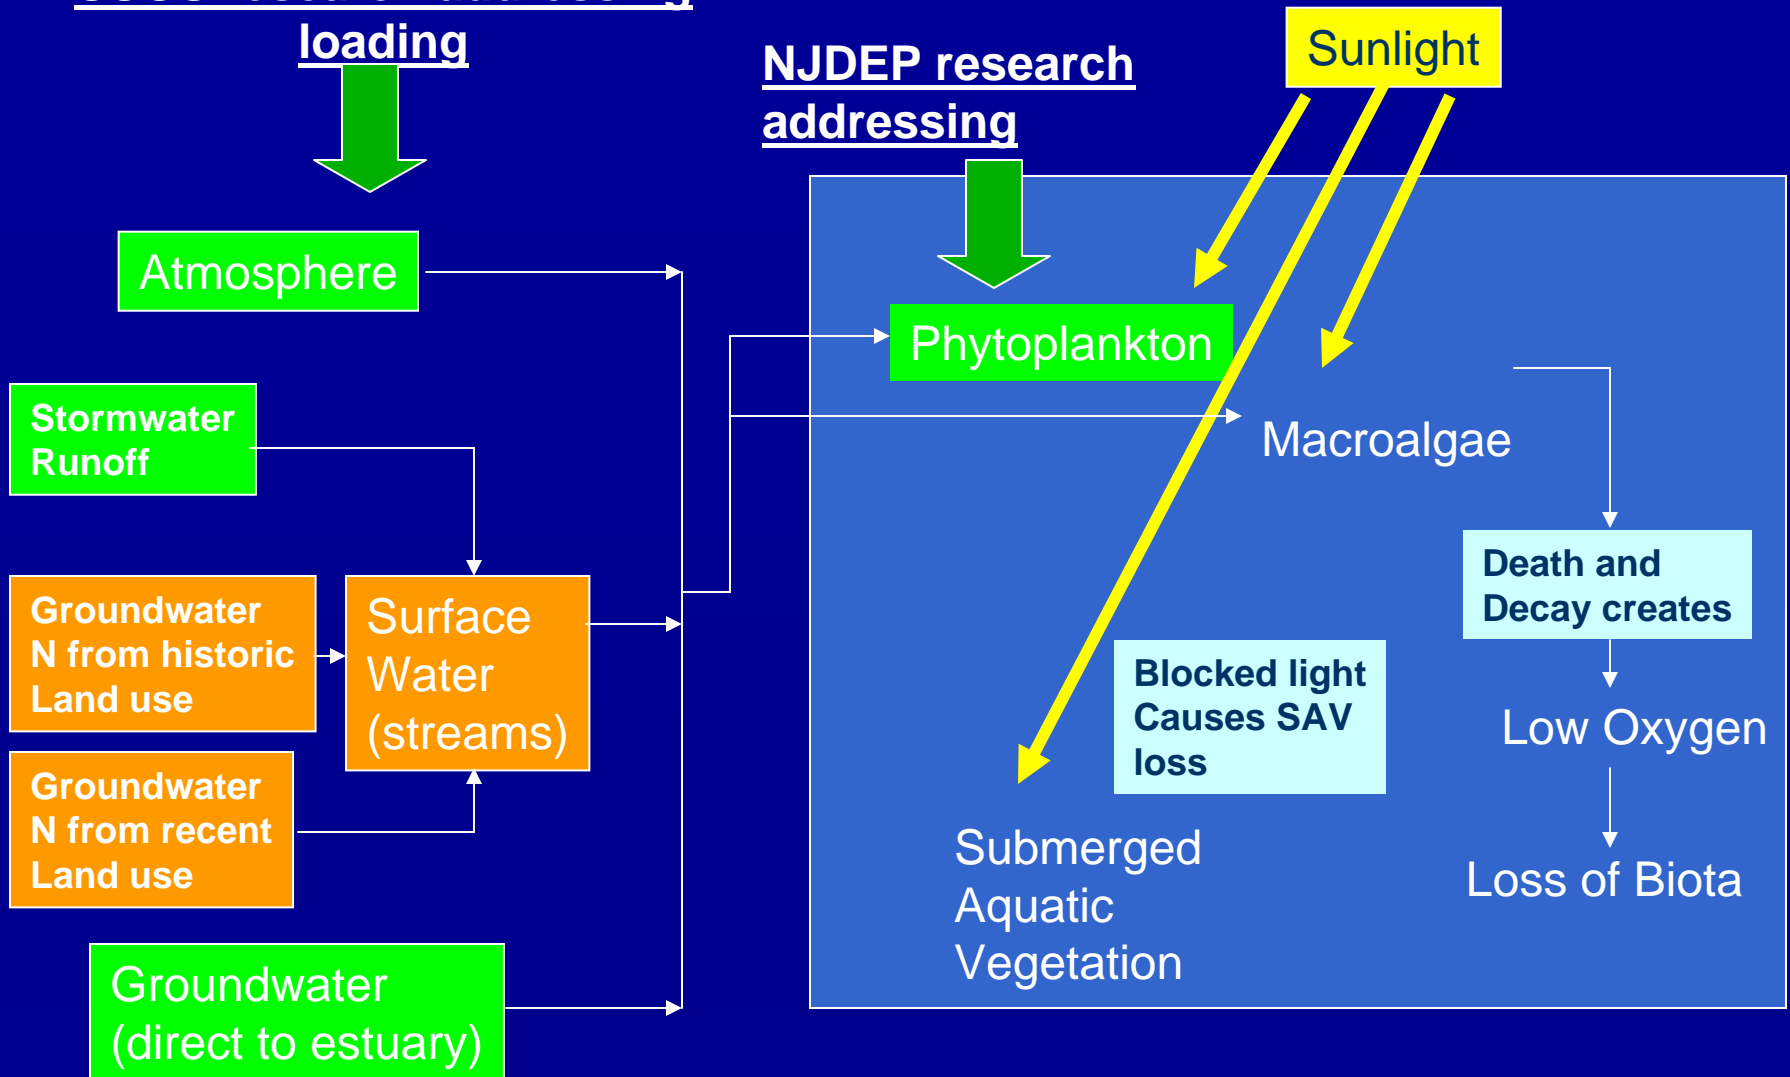 loading
NJDEP research
addressing
Sunlight
Atmosphere
Phytoplankton
Stormwater
Runoff
Macroalgae
Groundwater
N from historic
Land use
Surface
Water
(streams)
Death and
Decay creates
Blocked light
Causes SAV
loss
Low Oxygen
Groundwater
N from recent
Land use
Submerged
Aquatic
Vegetation
Loss of Biota
Groundwater
(direct to estuary)